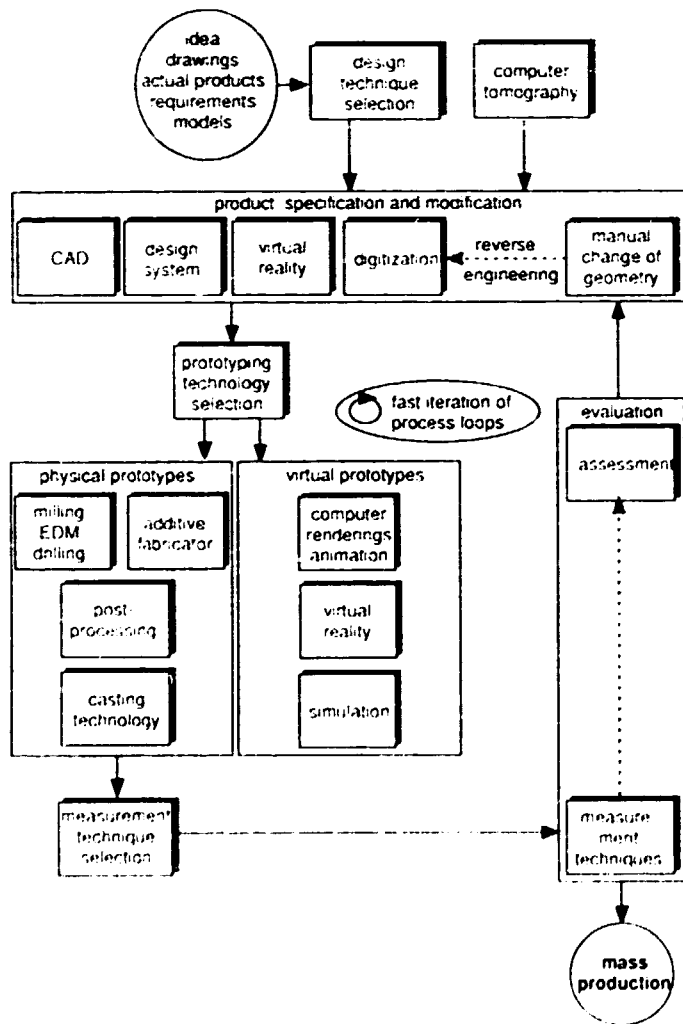 idea
drawings
actual products
requirements
models
design
technique
selection
computer
tomography
product specification and modification
CAD
design
system
virtual
reality
digitization
reverse
engineering
manual
change of
geometry
prototyping
technology
selection
fast iteration of
process loops
evaluation
assessment
physical prototypes
milling
EDM
drilling
additive
fabricator
post-
processing
casting
technology
virtual prototypes
computer
renderings
animation
virtual
reality
simulation
measurement
technique
selection
measure
ment
techniques
mass
production